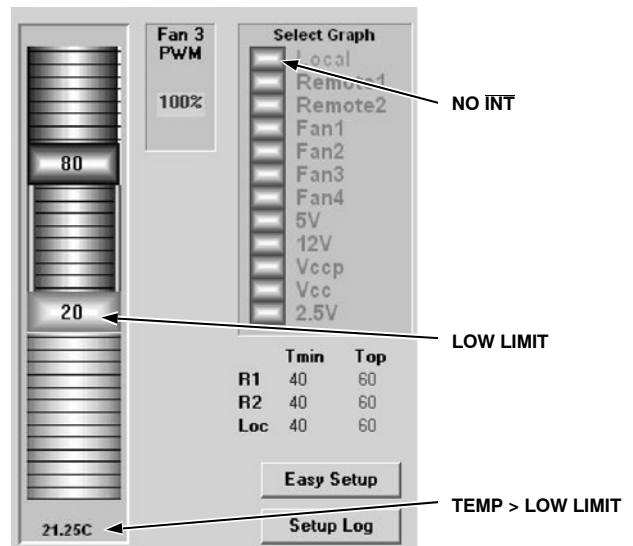 Fan 3
PWM
100%
Select Graph
Local
Remote1
Remote2
Fan1
Fan2
Fan3
Fan4
5V
12V
Vccp
Vcc
2.5V
NO I̅N̅T̅
80
20
LOW LIMIT
Tmin Top
R1 40 60
R2 40 60
Loc 40 60
Easy Setup
Setup Log
21.25C
TEMP > LOW LIMIT